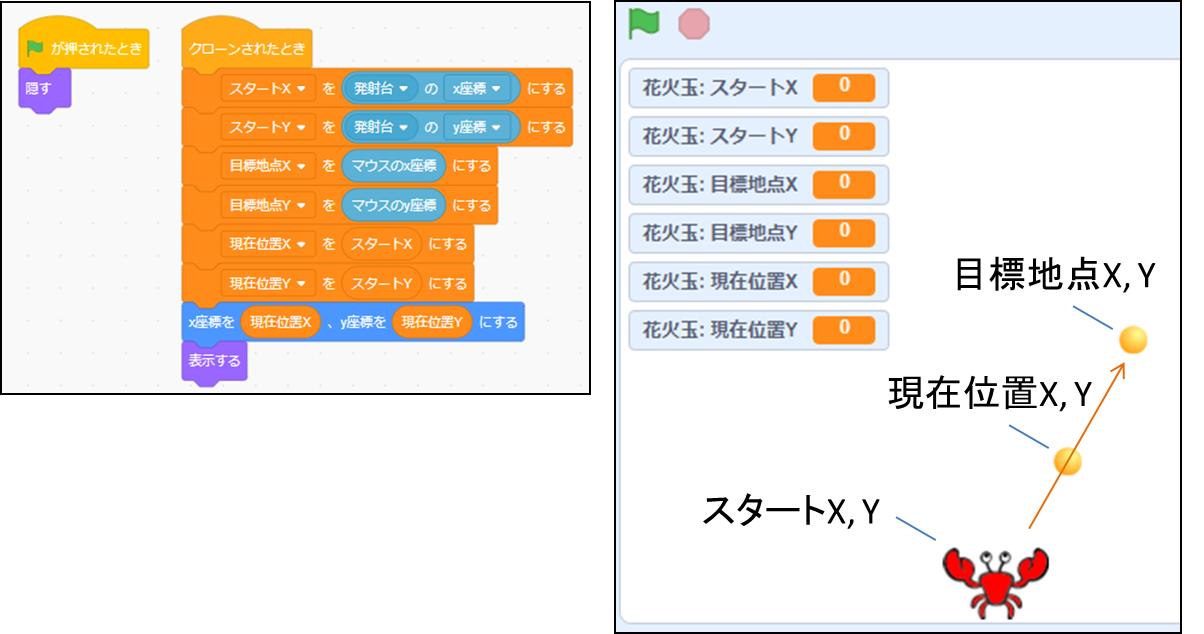 が押されたとき
隠す
クローンされたとき
スタートX を 発射台 の x座標 にする
スタートY を 発射台 の y座標 にする
目標地点X を マウスのx座標 にする
目標地点Y を マウスのy座標 にする
現在位置X を スタートX にする
現在位置Y を スタートY にする
x座標を 現在位置X 、y座標を 現在位置Y にする
表示する
花火玉: スタートX 0
花火玉: スタートY 0
花火玉: 目標地点X 0
花火玉: 目標地点Y 0
花火玉: 現在位置X 0
花火玉: 現在位置Y 0
目標地点X, Y
現在位置X, Y
スタートX, Y